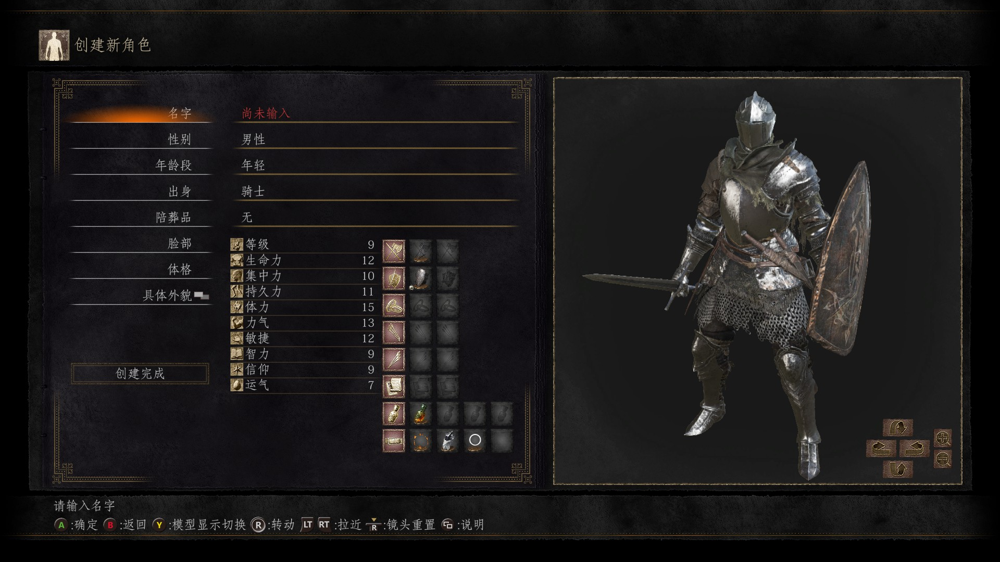 创建新角色
名字 尚未输入
性别 男性
年龄段 年轻
出身 骑士
陪葬品 无
脸部
体格
具体外貌
等级 9
生命力 12
集中力 10
持久力 11
体力 15
力气 13
敏捷 12
智力 9
信仰 9
运气 7
创建完成
请输入名字
A :确定 B :返回 Y :模型显示切换 R :转动 LT RT :拉近 R :镜头重置 :说明